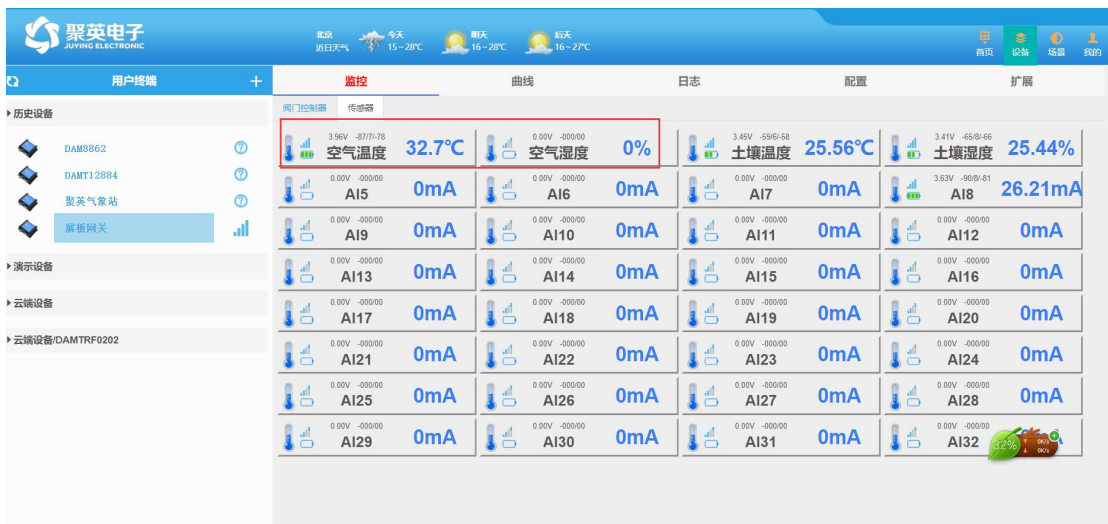 聚英电子
JUYING ELECTRONIC
北京
近日天气
今天
15~28℃
明天
16~28℃
后天
16~27℃
首页
设备
场景
我的
用户终端 +
历史设备
DAM8862
DAMT12884
聚英气象站
展板网关
演示设备
云端设备
云端设备/DAMTRF0202
监控 曲线 日志 配置 扩展
阀门控制器 传感器
3.96V -87/7/-78
空气温度 32.7℃
0.00V -000/00
空气湿度 0%
3.45V -59/6/-58
土壤温度 25.56℃
3.41V -65/8/-66
土壤湿度 25.44%
0.00V -000/00
AI5 0mA
0.00V -000/00
AI6 0mA
0.00V -000/00
AI7 0mA
3.63V -90/8/-81
AI8 26.21mA
0.00V -000/00
AI9 0mA
0.00V -000/00
AI10 0mA
0.00V -000/00
AI11 0mA
0.00V -000/00
AI12 0mA
0.00V -000/00
AI13 0mA
0.00V -000/00
AI14 0mA
0.00V -000/00
AI15 0mA
0.00V -000/00
AI16 0mA
0.00V -000/00
AI17 0mA
0.00V -000/00
AI18 0mA
0.00V -000/00
AI19 0mA
0.00V -000/00
AI20 0mA
0.00V -000/00
AI21 0mA
0.00V -000/00
AI22 0mA
0.00V -000/00
AI23 0mA
0.00V -000/00
AI24 0mA
0.00V -000/00
AI25 0mA
0.00V -000/00
AI26 0mA
0.00V -000/00
AI27 0mA
0.00V -000/00
AI28 0mA
0.00V -000/00
AI29 0mA
0.00V -000/00
AI30 0mA
0.00V -000/00
AI31 0mA
0.00V -000/00
AI32
32%
↑ 0K/s
↓ 0K/s